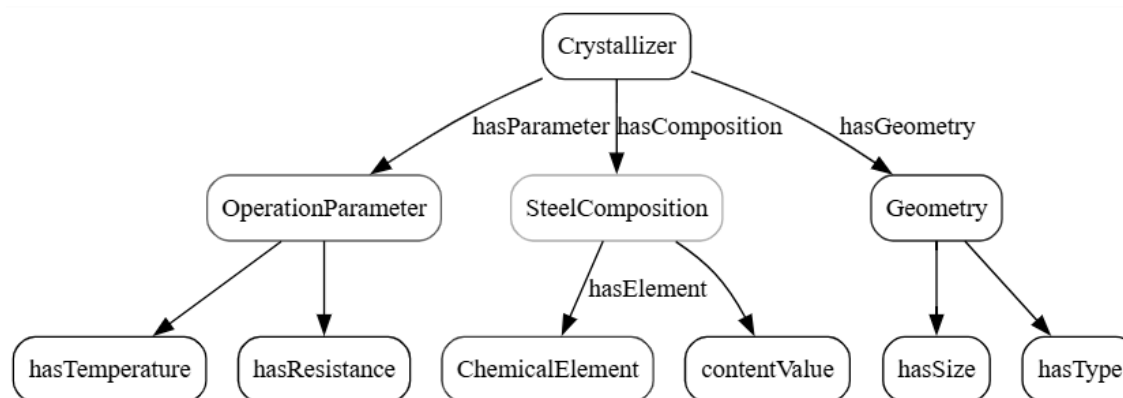 Crystallizer
hasParameter
hasComposition
hasGeometry
OperationParameter
SteelComposition
Geometry
hasElement
hasTemperature
hasResistance
ChemicalElement
contentValue
hasSize
hasType